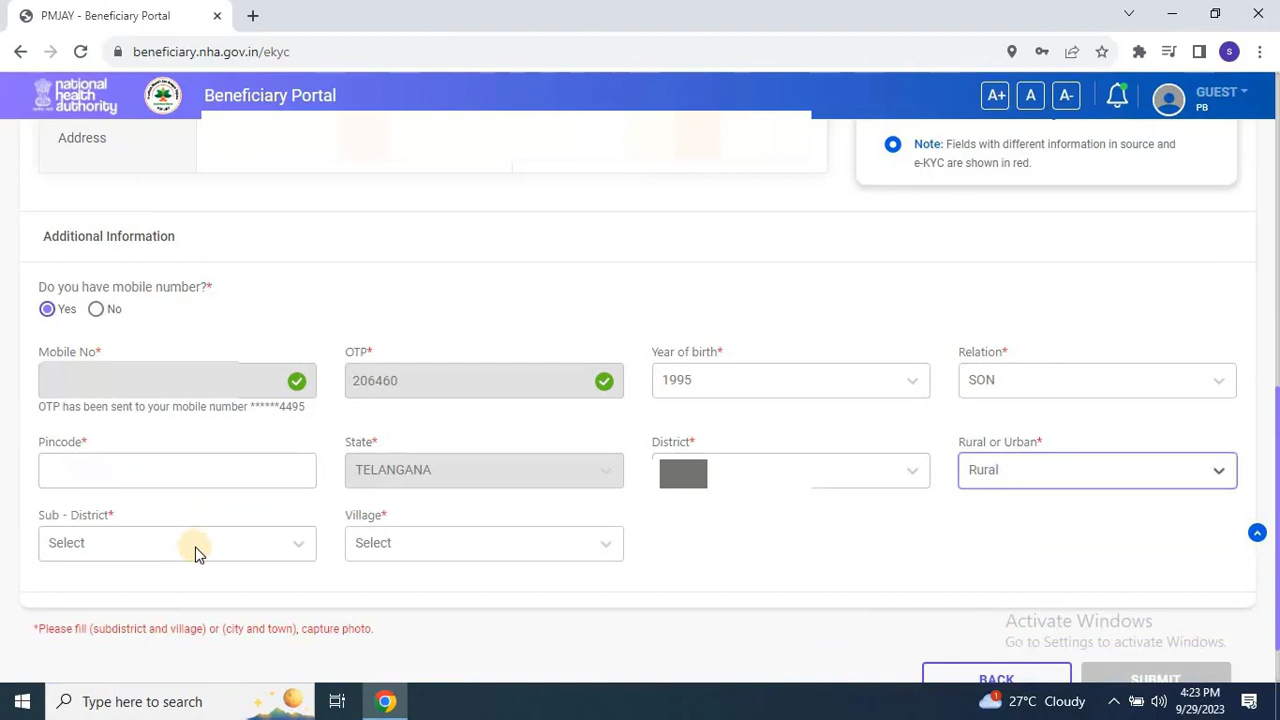 PMJAY - Beneficiary Portal
beneficiary.nha.gov.in/ekyc
S
national
health
authority
Beneficiary Portal
A+
A
A-
GUEST
PB
Address
Note: Fields with different information in source and
e-KYC are shown in red.
Additional Information
Do you have mobile number?*
Yes
No
Mobile No*
OTP*
Year of birth*
Relation*
206460
1995
SON
OTP has been sent to your mobile number ******4495
Pincode*
State*
District*
Rural or Urban*
TELANGANA
Rural
Sub - District*
Village*
Select
Select
*Please fill (subdistrict and village) or (city and town), capture photo.
Activate Windows
Go to Settings to activate Windows.
BACK
SUBMIT
Type here to search
1
27°C Cloudy
4:23 PM
9/29/2023